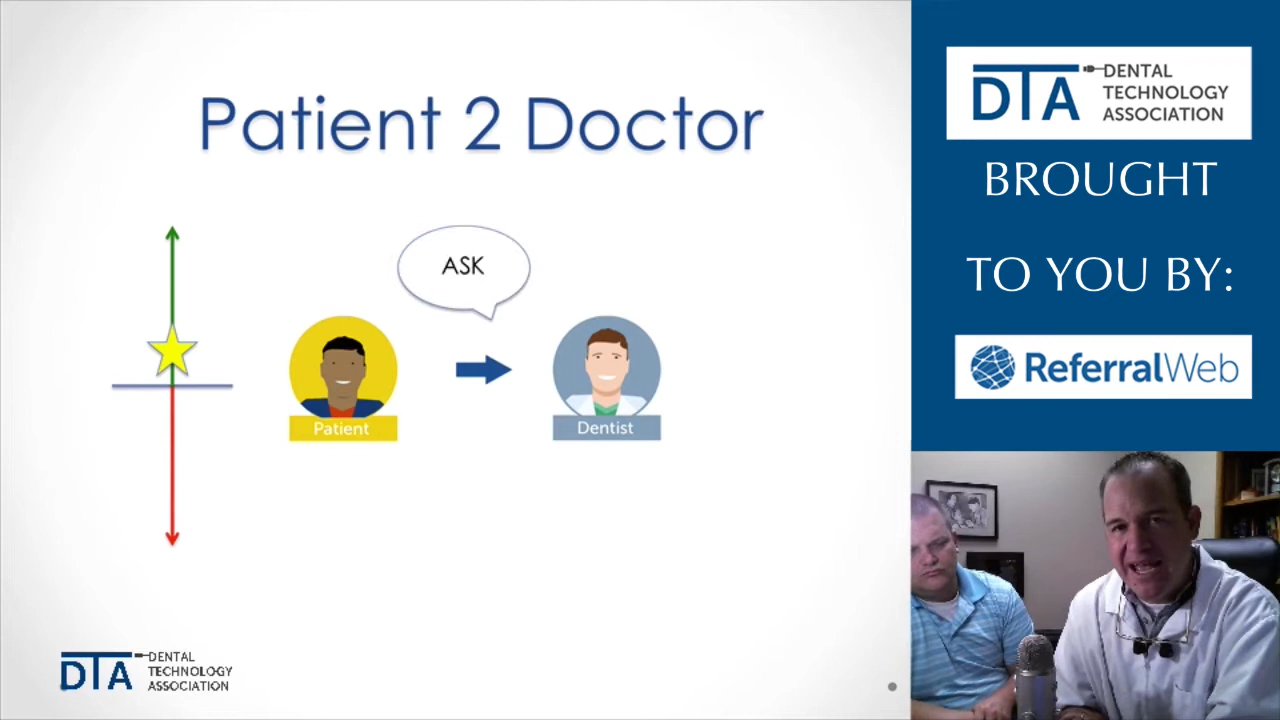 Patient 2 Doctor
ASK
Patient
Dentist
DTA
DENTAL
TECHNOLOGY
ASSOCIATION
DTA
DENTAL
TECHNOLOGY
ASSOCIATION
BROUGHT
TO YOU BY:
ReferralWeb